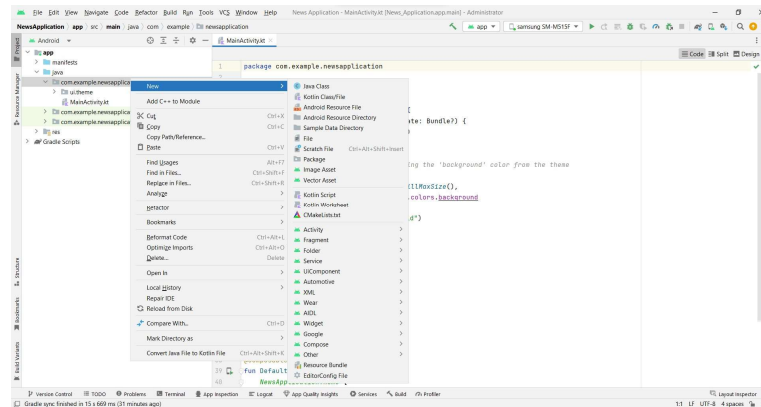 File Edit View Navigate Code Refactor Build Run Tools VCS Window Help News Application - MainActivity.kt [News_Application.app.main] - Administrator
NewsApplication app src main java com example newsapplication
app samsung SM-M515F
Project
Android
MainActivity.kt
Code Split Design
app
manifests
java
com.example.newsapplica
ui.theme
MainActivity.kt
com.example.newsapplica
com.example.newsapplica
res
Gradle Scripts
Resource Manager
Structure
Bookmarks
Build Variants
New
Add C++ to Module
Cut Ctrl+X
Copy Ctrl+C
Copy Path/Reference...
Paste Ctrl+V
Find Usages Alt+F7
Find in Files... Ctrl+Shift+F
Replace in Files... Ctrl+Shift+R
Analyze
Refactor
Bookmarks
Reformat Code Ctrl+Alt+L
Optimize Imports Ctrl+Alt+O
Delete... Delete
Open In
Local History
Repair IDE
Reload from Disk
Compare With... Ctrl+D
Mark Directory as
Convert Java File to Kotlin File Ctrl+Alt+Shift+K
Java Class
Kotlin Class/File
Android Resource File
Android Resource Directory
Sample Data Directory
File
Scratch File Ctrl+Alt+Shift+Insert
Package
Image Asset
Vector Asset
Kotlin Script
Kotlin Worksheet
CMakeLists.txt
Activity
Fragment
Folder
Service
UiComponent
Automotive
XML
Wear
AIDL
Widget
Google
Compose
Other
Resource Bundle
EditorConfig File
1 package com.example.newsapplication
{
ate: Bundle?) {
ing the 'background' color from the theme
llMaxSize(),
.colors.background
d")
39 fun Default
40
Version Control TODO Problems Terminal App Inspection Logcat App Quality Insights Services Build Profiler Layout Inspector
Gradle sync finished in 15 s 669 ms (31 minutes ago) 1:1 LF UTF-8 4 spaces